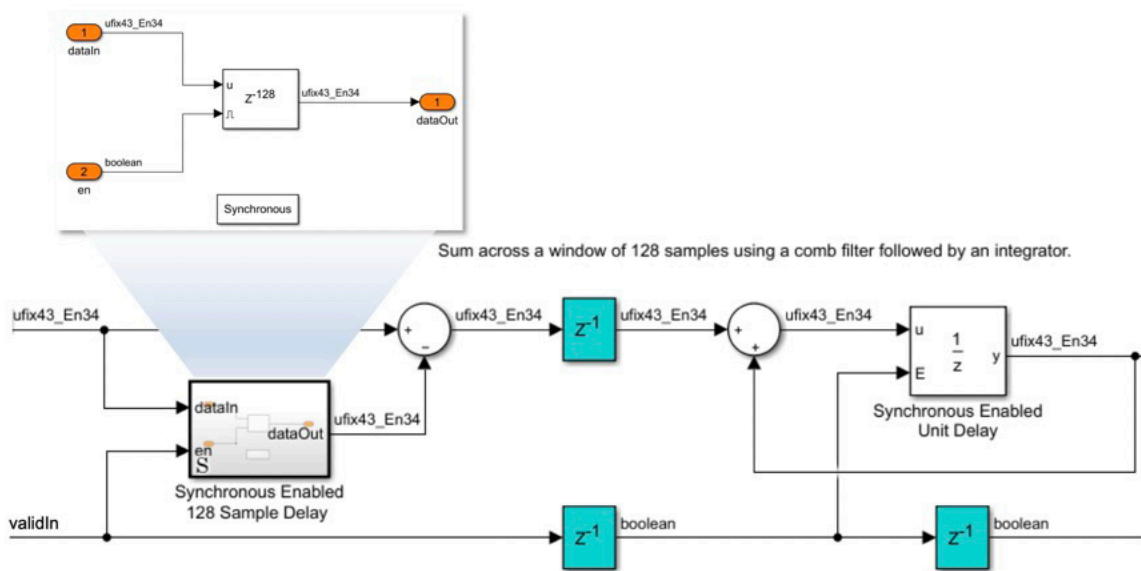 1
ufix43_En34
dataIn
u
Z-128
ufix43_En34
1
dataOut
2
boolean
en
Synchronous
Sum across a window of 128 samples using a comb filter followed by an integrator.
ufix43_En34
+
−
ufix43_En34
Z-1
ufix43_En34
+
+
ufix43_En34
u
E
1
z
y
ufix43_En34
Synchronous Enabled
Unit Delay
dataIn
en
dataOut
S
ufix43_En34
Synchronous Enabled
128 Sample Delay
validIn
Z-1
boolean
Z-1
boolean